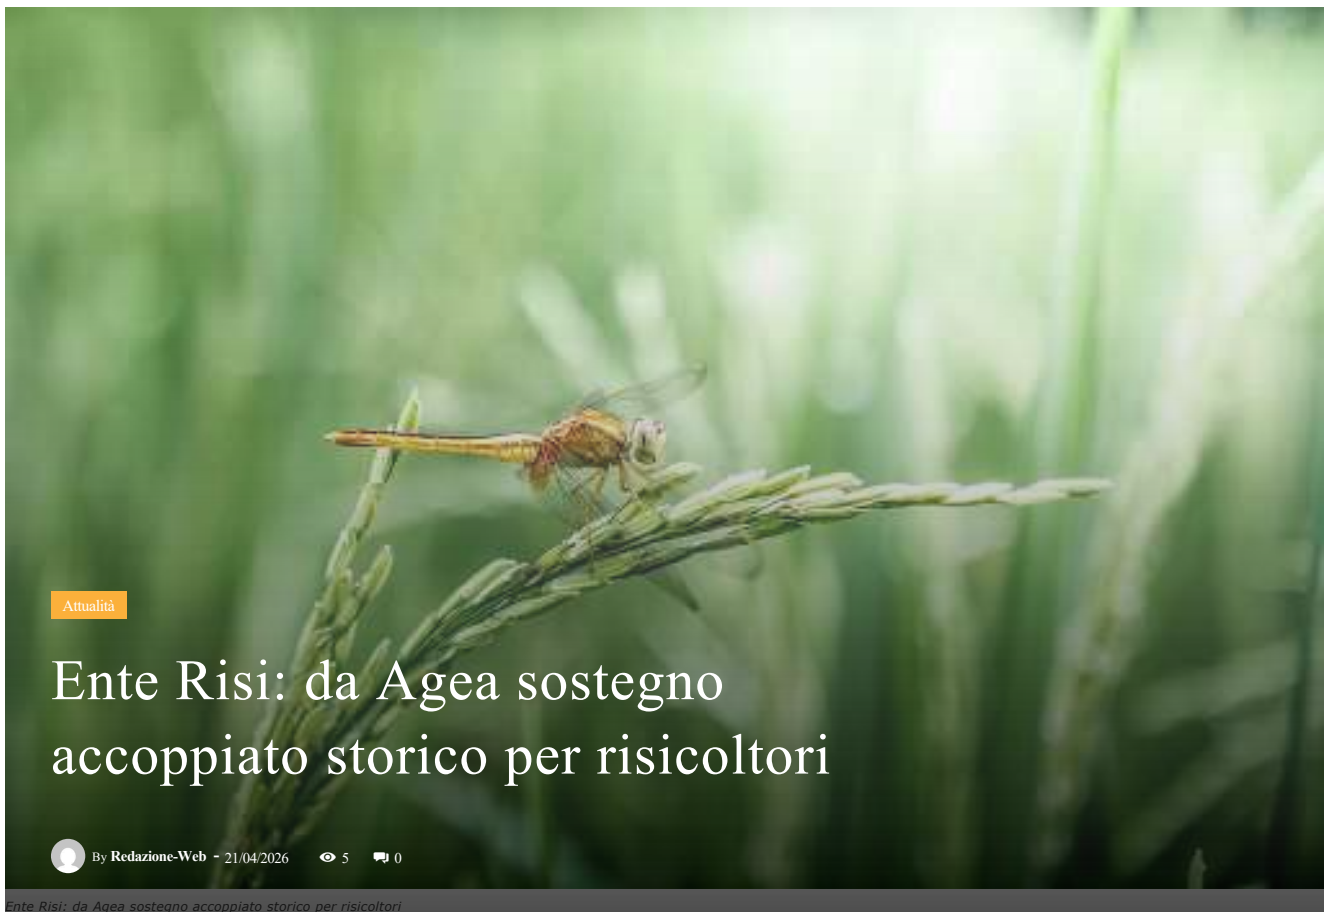 Attualità
Ente Risi: da Agea sostegno
accoppiato storico per risicoltori
By Redazione-Web - 21/04/2026 5 0
Ente Risi: da Agea sostegno accoppiato storico per risicoltori